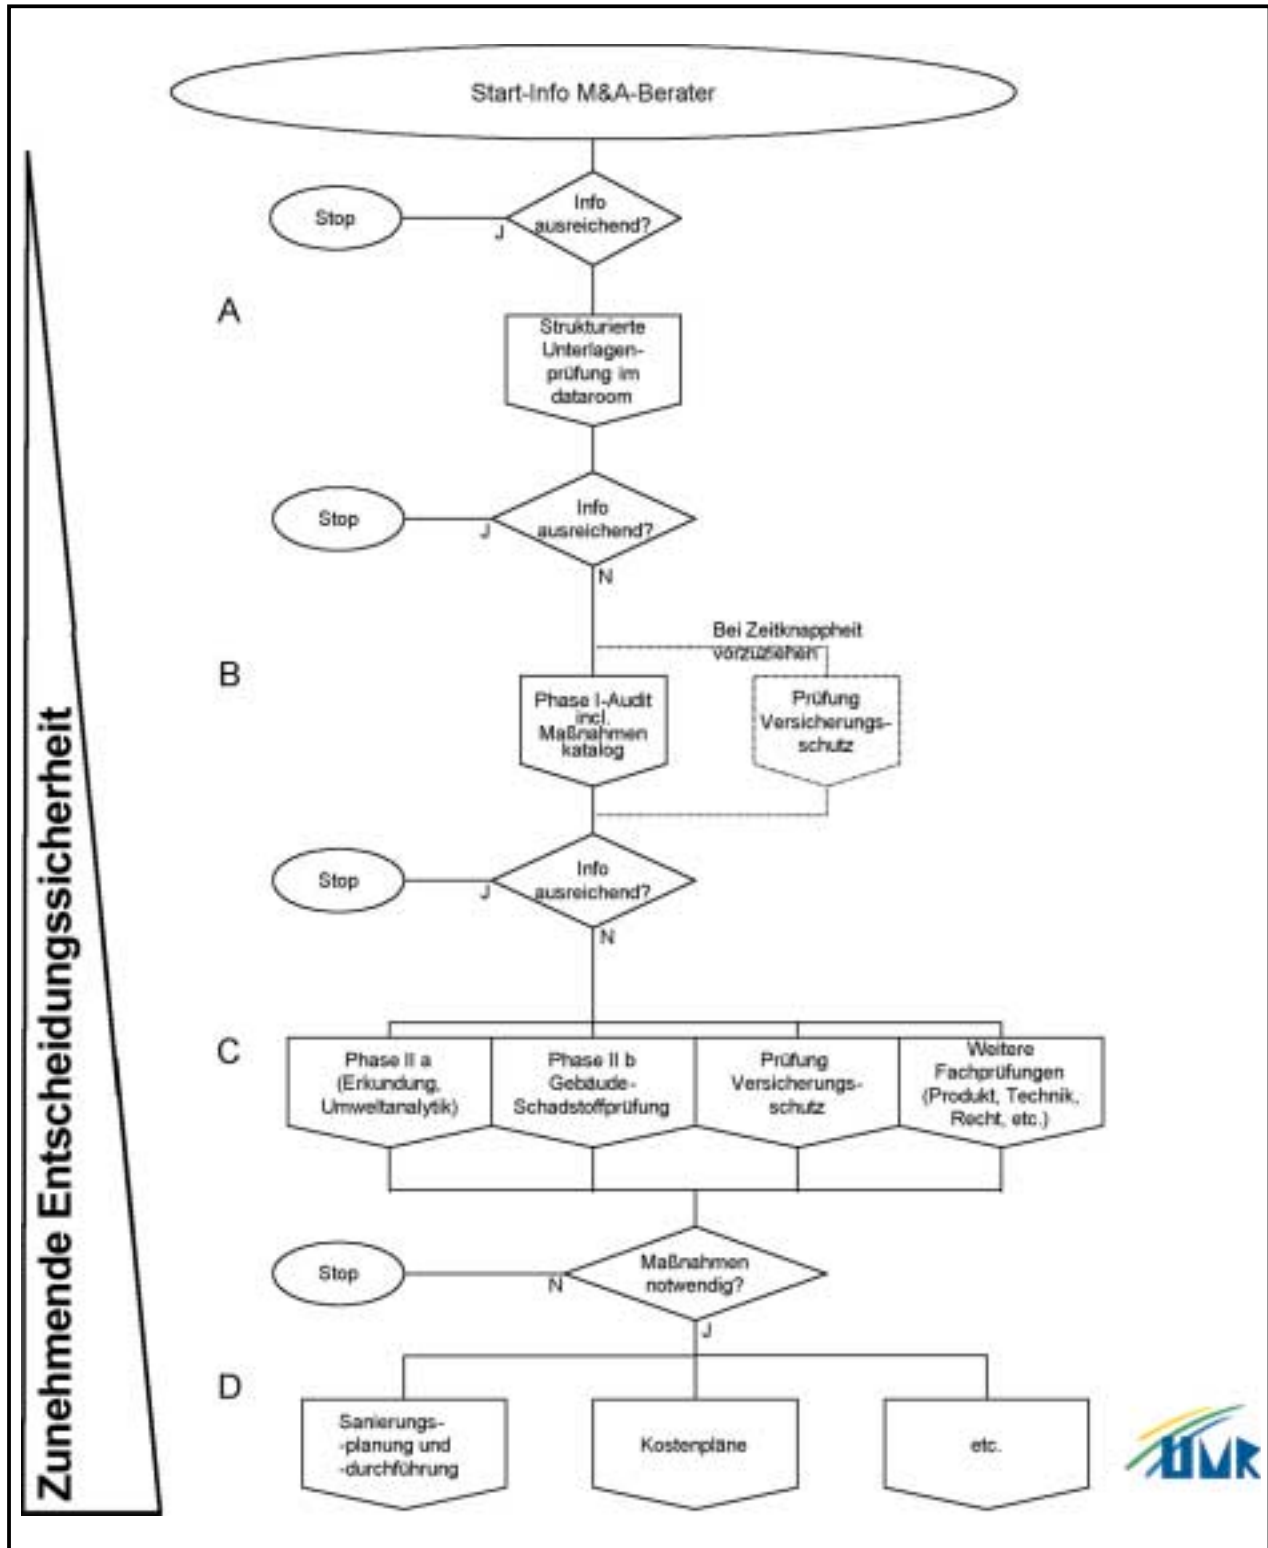 Start-Info M&A-Berater
Info
ausreichend?
J
Stop
A
Strukturierte
Unterlagen-
prüfung im
dataroom
Info
ausreichend?
J
Stop
N
Bei Zeitknappheit
vorzuziehen
B
Phase I-Audit
incl.
Maßnahmen
katalog
Prüfung
Versicherungs-
schutz
Info
ausreichend?
J
Stop
N
C
Phase II a
(Erkundung,
Umweltanalytik)
Phase II b
Gebäude-
Schadstoffprüfung
Prüfung
Versicherungs-
schutz
Weitere
Fachprüfungen
(Produkt, Technik,
Recht, etc.)
Maßnahmen
notwendig?
N
Stop
J
D
Sanierungs-
-planung und
-durchführung
Kostenpläne
etc.
Zunehmende Entscheidungssicherheit
UMR